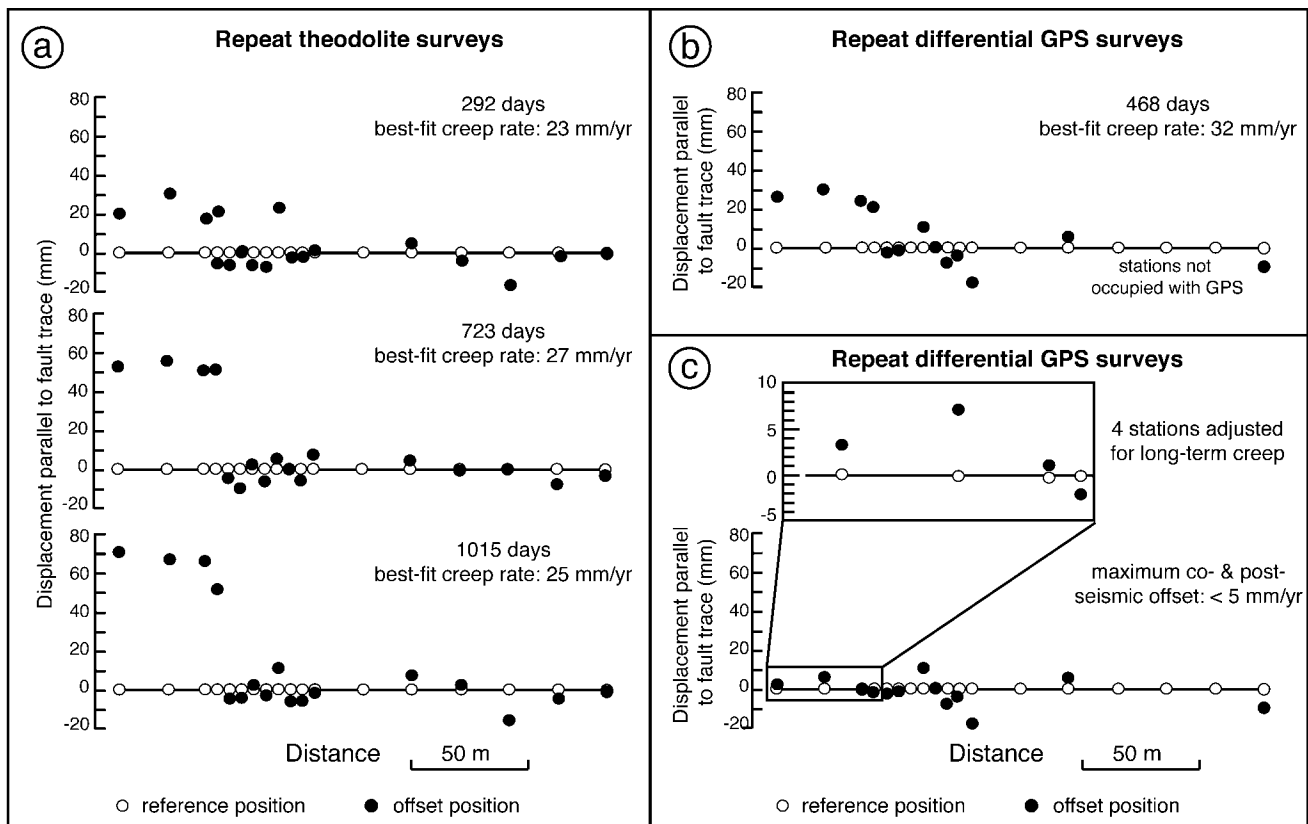 a
Repeat theodolite surveys
Displacement parallel to fault trace (mm)
80
60
40
20
0
-20
292 days
best-fit creep rate: 23 mm/yr
80
60
40
20
0
-20
723 days
best-fit creep rate: 27 mm/yr
80
60
40
20
0
-20
1015 days
best-fit creep rate: 25 mm/yr
Distance
50 m
reference position
offset position
b
Repeat differential GPS surveys
Displacement parallel
to fault trace (mm)
80
60
40
20
0
-20
468 days
best-fit creep rate: 32 mm/yr
stations not
occupied with GPS
c
Repeat differential GPS surveys
10
5
0
-5
4 stations adjusted
for long-term creep
Displacement parallel
to fault trace (mm)
80
60
40
20
0
-20
maximum co- & post-
seismic offset: < 5 mm/yr
Distance
50 m
reference position
offset position